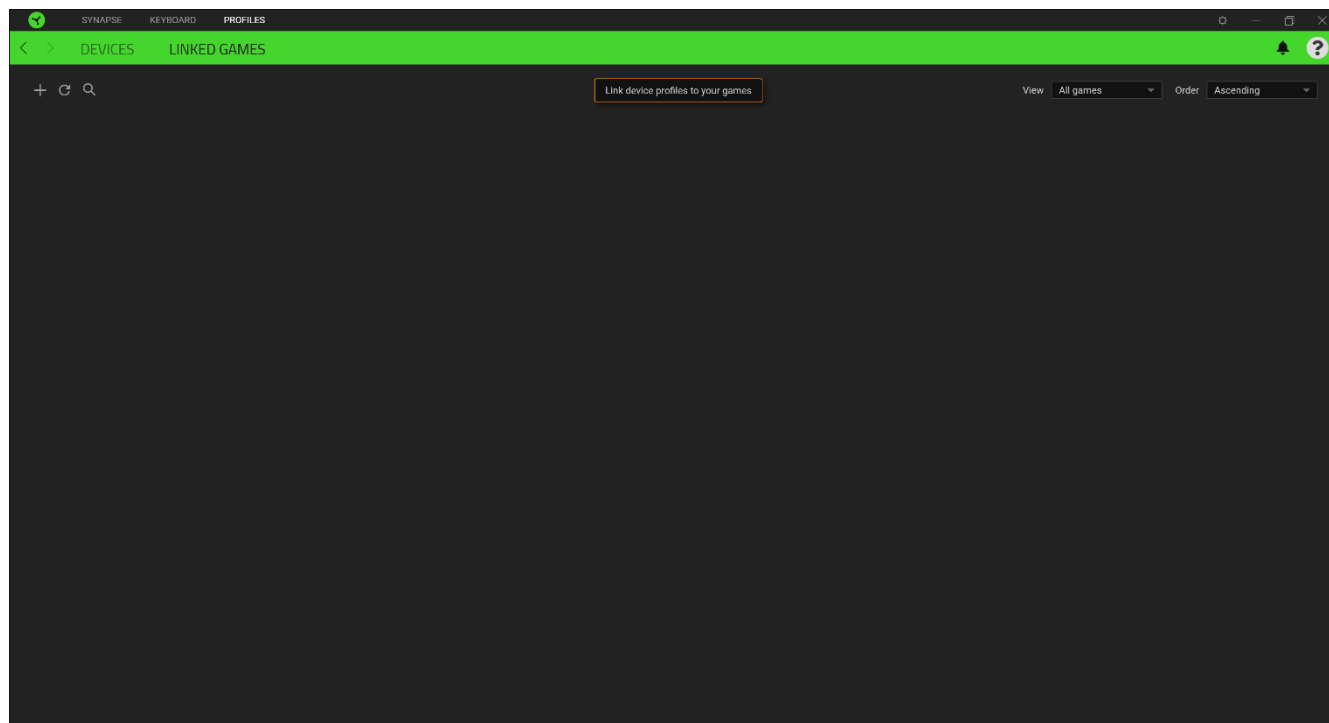 SYNAPSE KEYBOARD PROFILES
DEVICES LINKED GAMES ?
Link device profiles to your games View All games Order Ascending